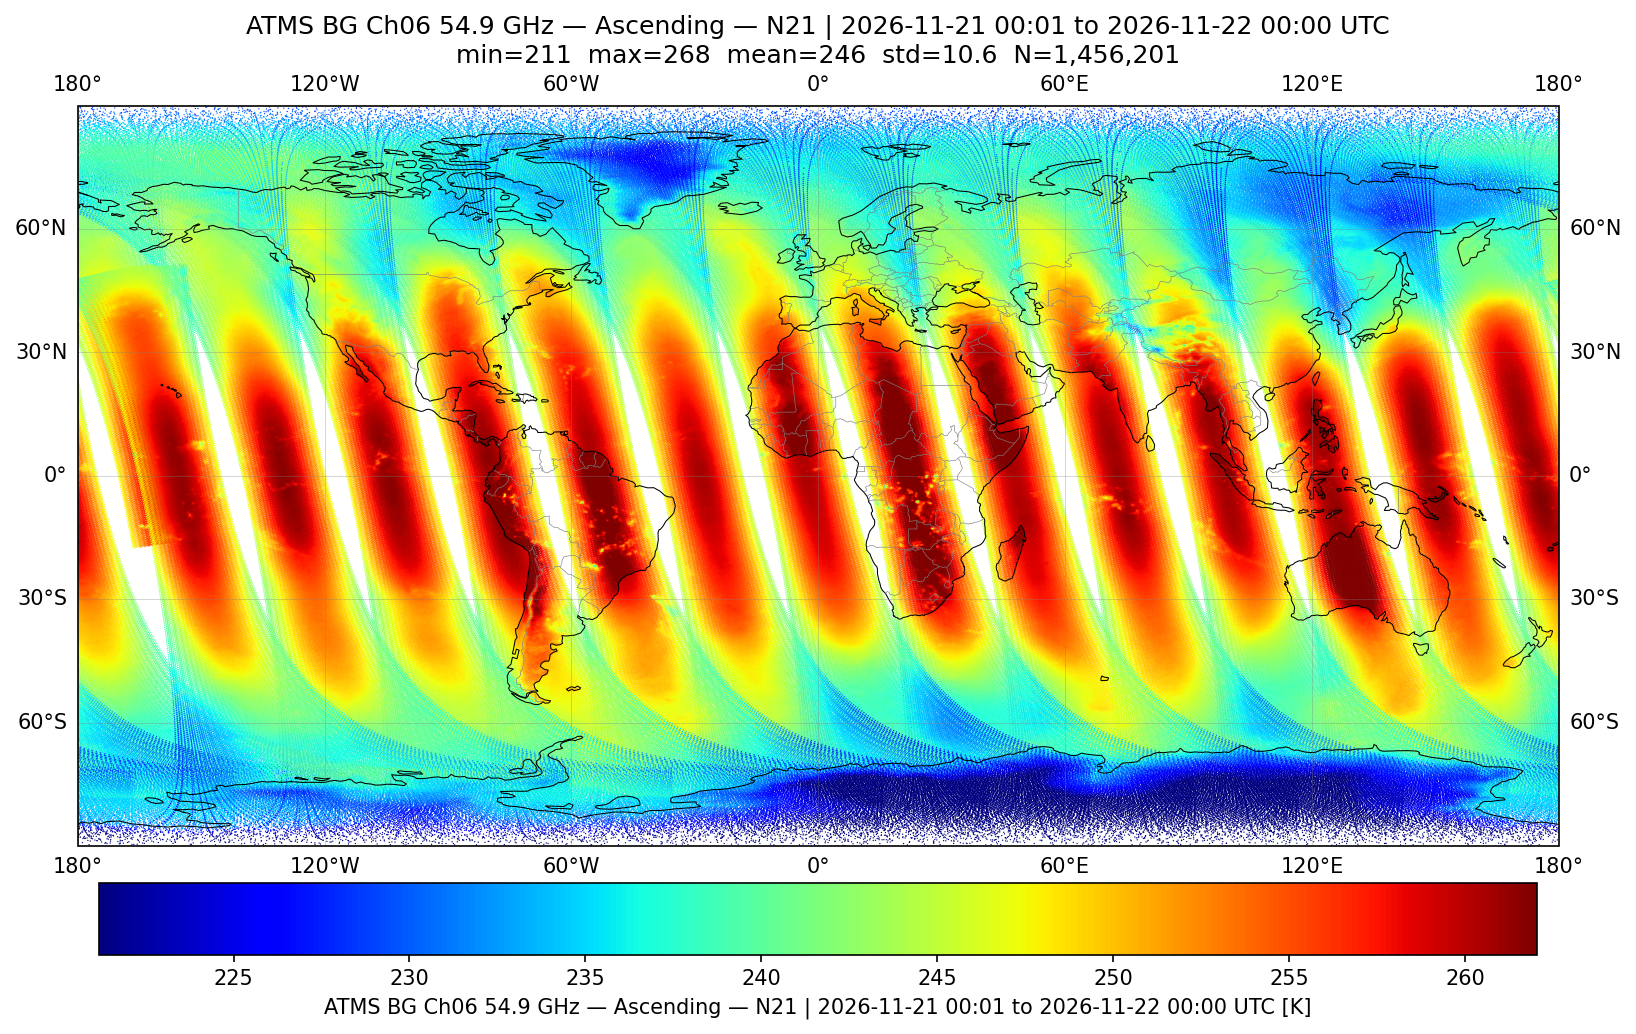 ATMS BG Ch06 54.9 GHz — Ascending — N21 | 2026-11-21 00:01 to 2026-11-22 00:00 UTC
min=211 max=268 mean=246 std=10.6 N=1,456,201
180° 120°W 60°W 0° 60°E 120°E 180°
60°N 60°N
30°N 30°N
0° 0°
30°S 30°S
60°S 60°S
180° 120°W 60°W 0° 60°E 120°E 180°
225 230 235 240 245 250 255 260
ATMS BG Ch06 54.9 GHz — Ascending — N21 | 2026-11-21 00:01 to 2026-11-22 00:00 UTC [K]